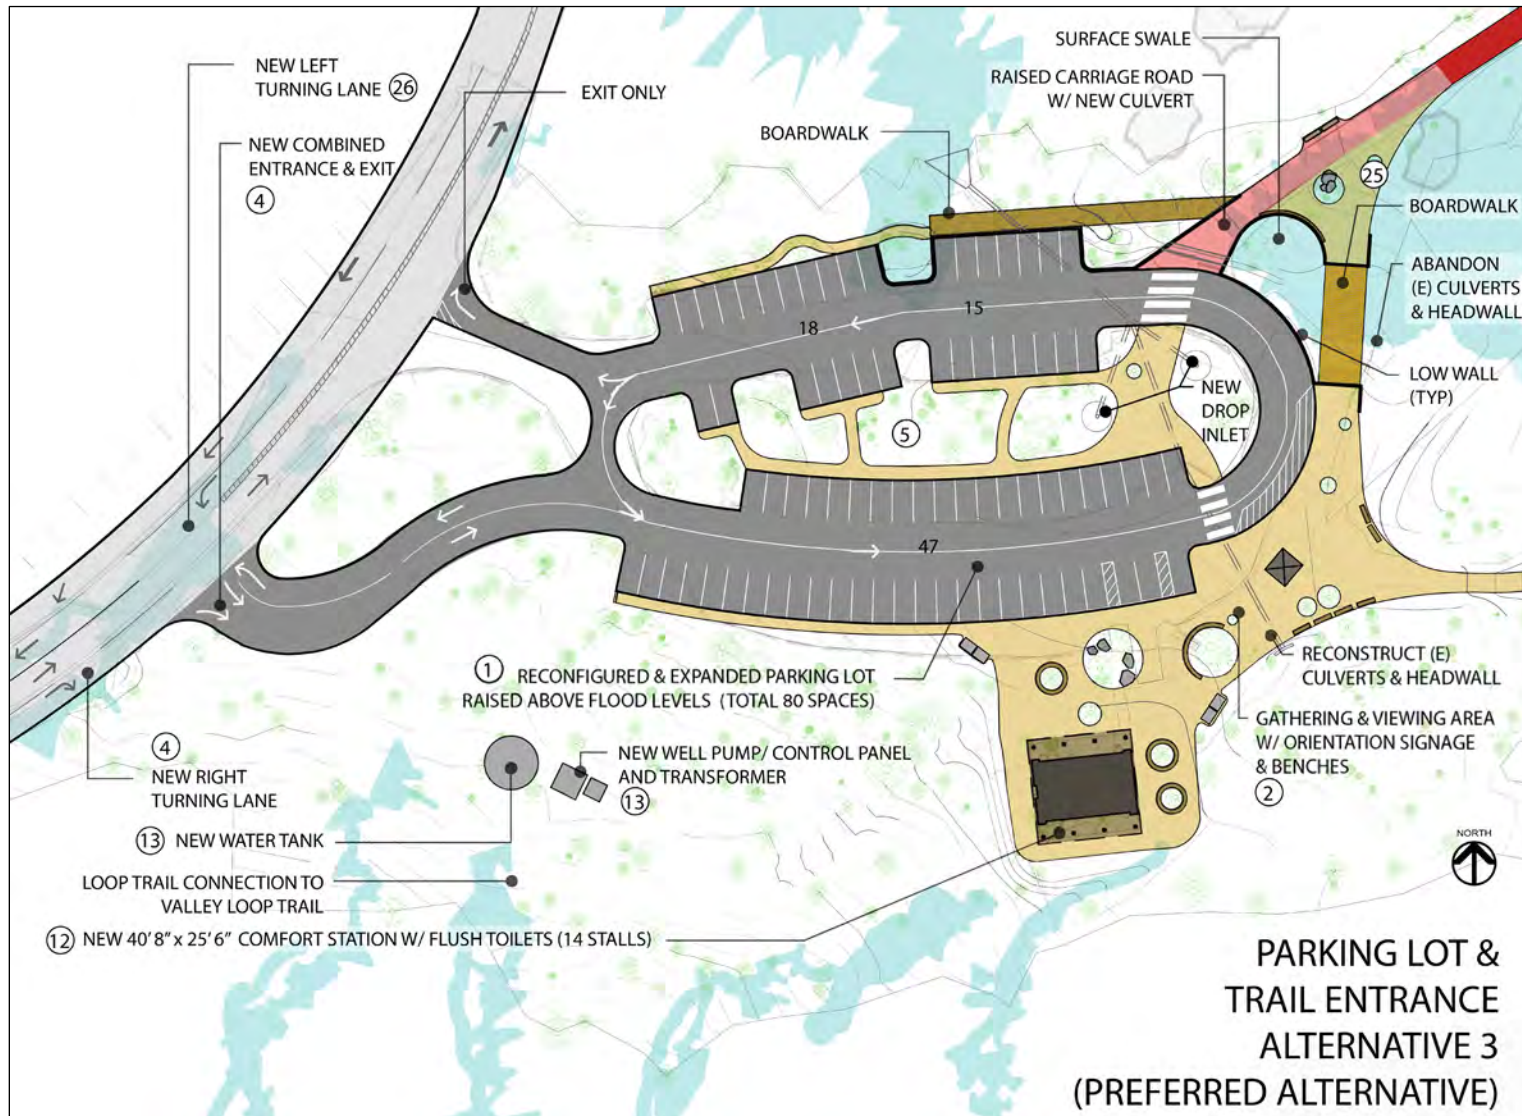 NEW LEFT
TURNING LANE 26
NEW COMBINED
ENTRANCE & EXIT
4
EXIT ONLY
BOARDWALK
SURFACE SWALE
RAISED CARRIAGE ROAD
W/ NEW CULVERT
25
BOARDWALK
ABANDON
(E) CULVERTS
& HEADWALL
LOW WALL
(TYP)
18
15
NEW
DROP
INLET
5
47
1 RECONFIGURED & EXPANDED PARKING LOT
RAISED ABOVE FLOOD LEVELS (TOTAL 80 SPACES)
RECONSTRUCT (E)
CULVERTS & HEADWALL
GATHERING & VIEWING AREA
W/ ORIENTATION SIGNAGE
& BENCHES
2
4
NEW RIGHT
TURNING LANE
NEW WELL PUMP/ CONTROL PANEL
AND TRANSFORMER
13
13 NEW WATER TANK
LOOP TRAIL CONNECTION TO
VALLEY LOOP TRAIL
12 NEW 40' 8" x 25' 6" COMFORT STATION W/ FLUSH TOILETS (14 STALLS)
NORTH
PARKING LOT &
TRAIL ENTRANCE
ALTERNATIVE 3
(PREFERRED ALTERNATIVE)